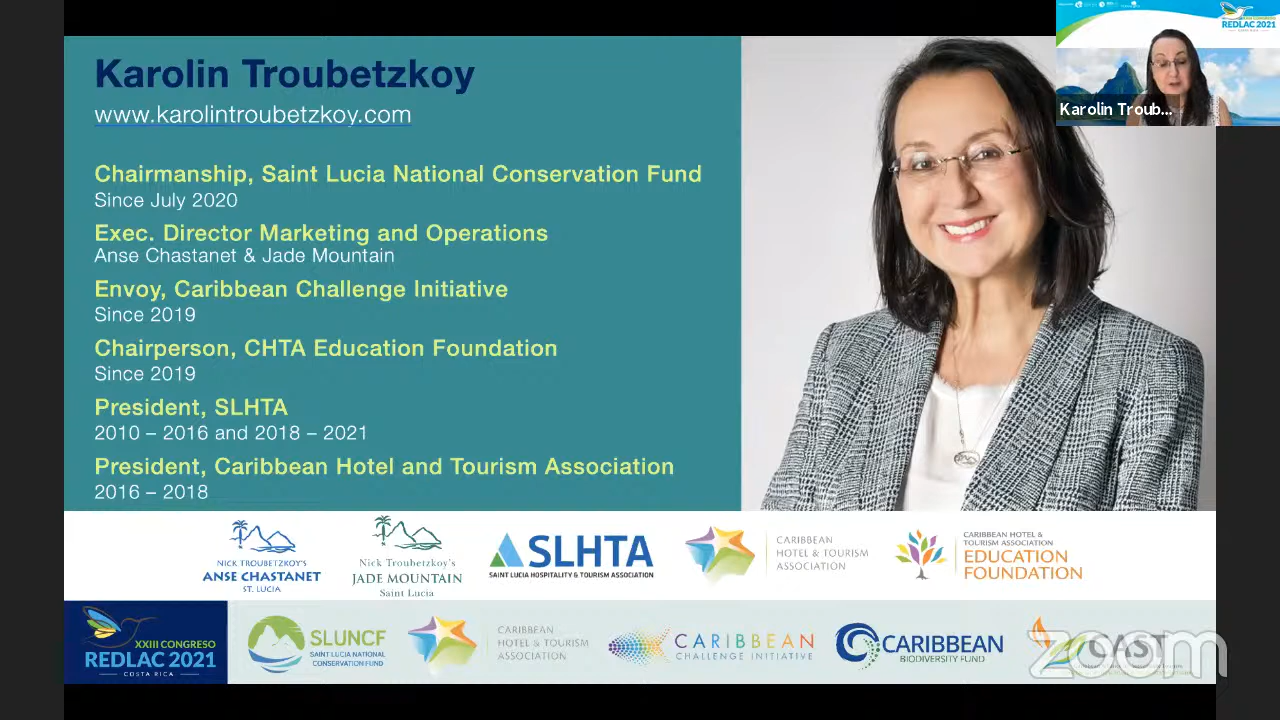 Karolin Troubetzkoy
www.karolintroubetzkoy.com
Chairmanship, Saint Lucia National Conservation Fund
Since July 2020
Exec. Director Marketing and Operations
Anse Chastanet & Jade Mountain
Envoy, Caribbean Challenge Initiative
Since 2019
Chairperson, CHTA Education Foundation
Since 2019
President, SLHTA
2010 – 2016 and 2018 – 2021
President, Caribbean Hotel and Tourism Association
2016 – 2018
CONGRESO
REDLAC 2021
Karolin Troub...
NICK TROUBETZKOY'S
ANSE CHASTANET
ST. LUCIA
Nick Troubetzkoy's
JADE MOUNTAIN
Saint Lucia
SLHTA
SAINT LUCIA HOSPITALITY & TOURISM ASSOCIATION
CARIBBEAN
HOTEL & TOURISM
ASSOCIATION
CARIBBEAN HOTEL &
TOURISM ASSOCIATION
EDUCATION
FOUNDATION
XXIII CONGRESO
REDLAC 2021
COSTA RICA
SLUNCF
SAINT LUCIA NATIONAL
CONSERVATION FUND
CARIBBEAN
HOTEL & TOURISM
ASSOCIATION
CARIBBEAN
CHALLENGE INITIATIVE
CARIBBEAN
BIODIVERSITY FUND
CAST
zoom